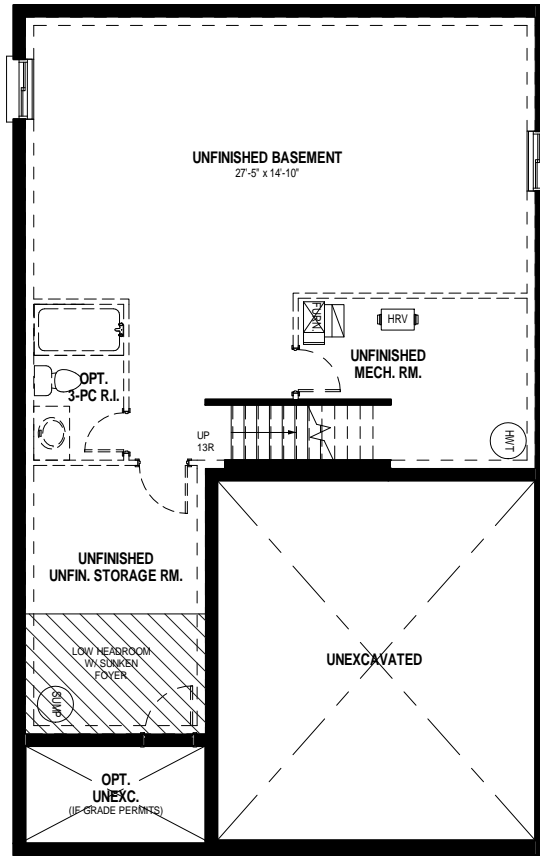 UNFINISHED BASEMENT
27'-5" x 14'-10"
FURN.
HRV
UNFINISHED
MECH. RM.
OPT.
3-PC R.I.
UP
13R
HWT
UNFINISHED
UNFIN. STORAGE RM.
LOW HEADROOM
W/ SUNKEN
FOYER
SUMP
UNEXCAVATED
OPT.
UNEXC.
(IF GRADE PERMITS)